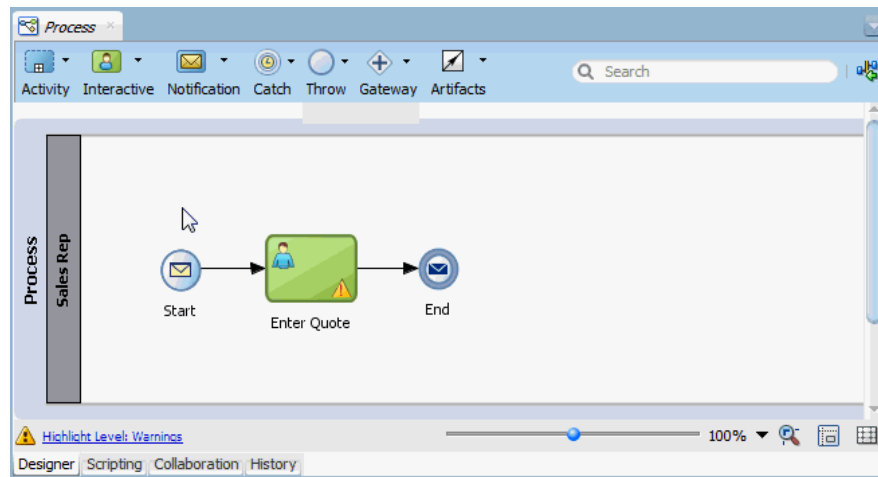 Process
Search
Activity Interactive Notification Catch Throw Gateway Artifacts
Process
Sales Rep
Start
Enter Quote
End
Highlight Level: Warnings
100%
Designer Scripting Collaboration History